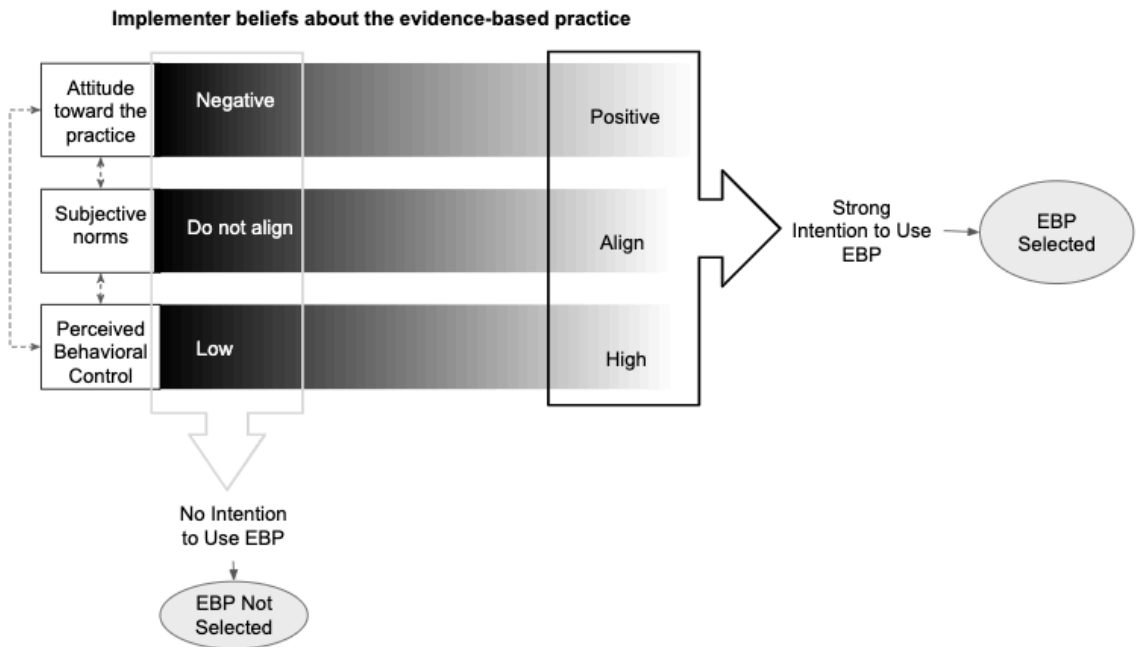 Implementer beliefs about the evidence-based practice
Attitude
toward the
practice
Negative
Positive
Subjective
norms
Do not align
Align
Perceived
Behavioral
Control
Low
High
Strong
Intention to Use
EBP
EBP
Selected
No Intention
to Use EBP
EBP Not
Selected